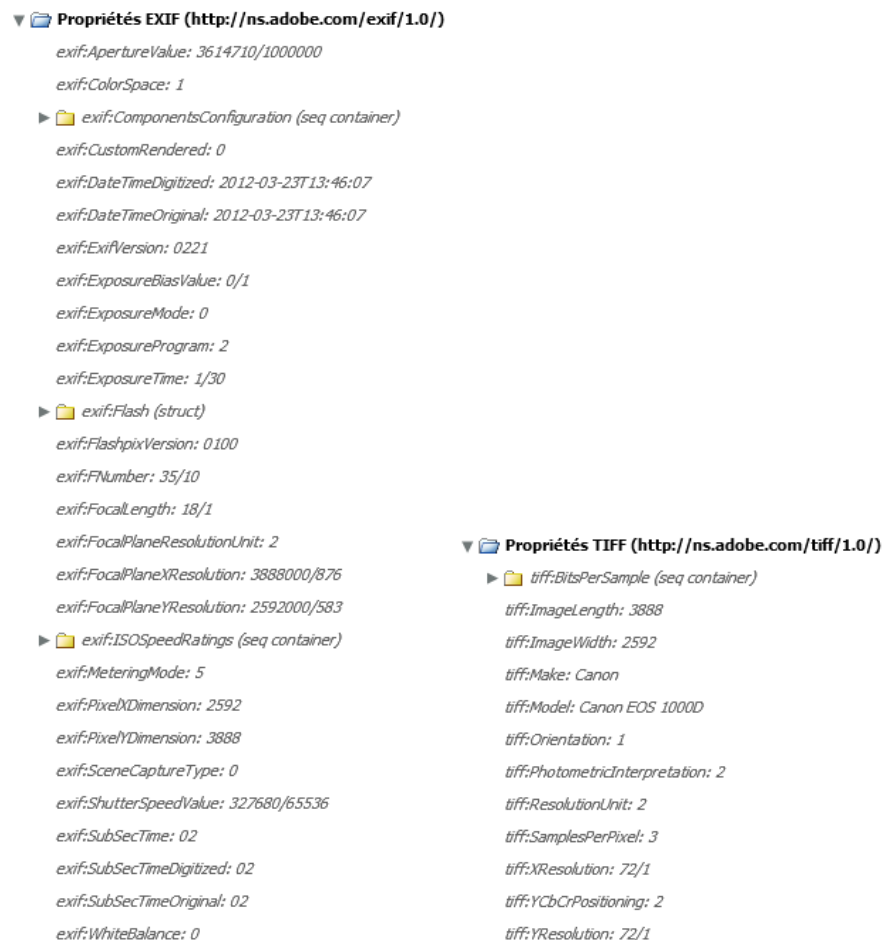 Propriétés EXIF (http://ns.adobe.com/exif/1.0/)
exif:ApertureValue: 3614710/1000000
exif:ColorSpace: 1
exif:ComponentsConfiguration (seq container)
exif:CustomRendered: 0
exif:DateTimeDigitized: 2012-03-23T13:46:07
exif:DateTimeOriginal: 2012-03-23T13:46:07
exif:ExifVersion: 0221
exif:ExposureBiasValue: 0/1
exif:ExposureMode: 0
exif:ExposureProgram: 2
exif:ExposureTime: 1/30
exif:Flash (struct)
exif:FlashpixVersion: 0100
exif:FNumber: 35/10
exif:FocalLength: 18/1
exif:FocalPlaneResolutionUnit: 2
exif:FocalPlaneXResolution: 3888000/876
exif:FocalPlaneYResolution: 2592000/583
exif:ISOSpeedRatings (seq container)
exif:MeteringMode: 5
exif:PixelXDimension: 2592
exif:PixelYDimension: 3888
exif:SceneCaptureType: 0
exif:ShutterSpeedValue: 327680/65536
exif:SubSecTime: 02
exif:SubSecTimeDigitized: 02
exif:SubSecTimeOriginal: 02
exif:WhiteBalance: 0
Propriétés TIFF (http://ns.adobe.com/tiff/1.0/)
tiff:BitsPerSample (seq container)
tiff:ImageLength: 3888
tiff:ImageWidth: 2592
tiff:Make: Canon
tiff:Model: Canon EOS 1000D
tiff:Orientation: 1
tiff:PhotometricInterpretation: 2
tiff:ResolutionUnit: 2
tiff:SamplesPerPixel: 3
tiff:XResolution: 72/1
tiff:YCbCrPositioning: 2
tiff:YResolution: 72/1